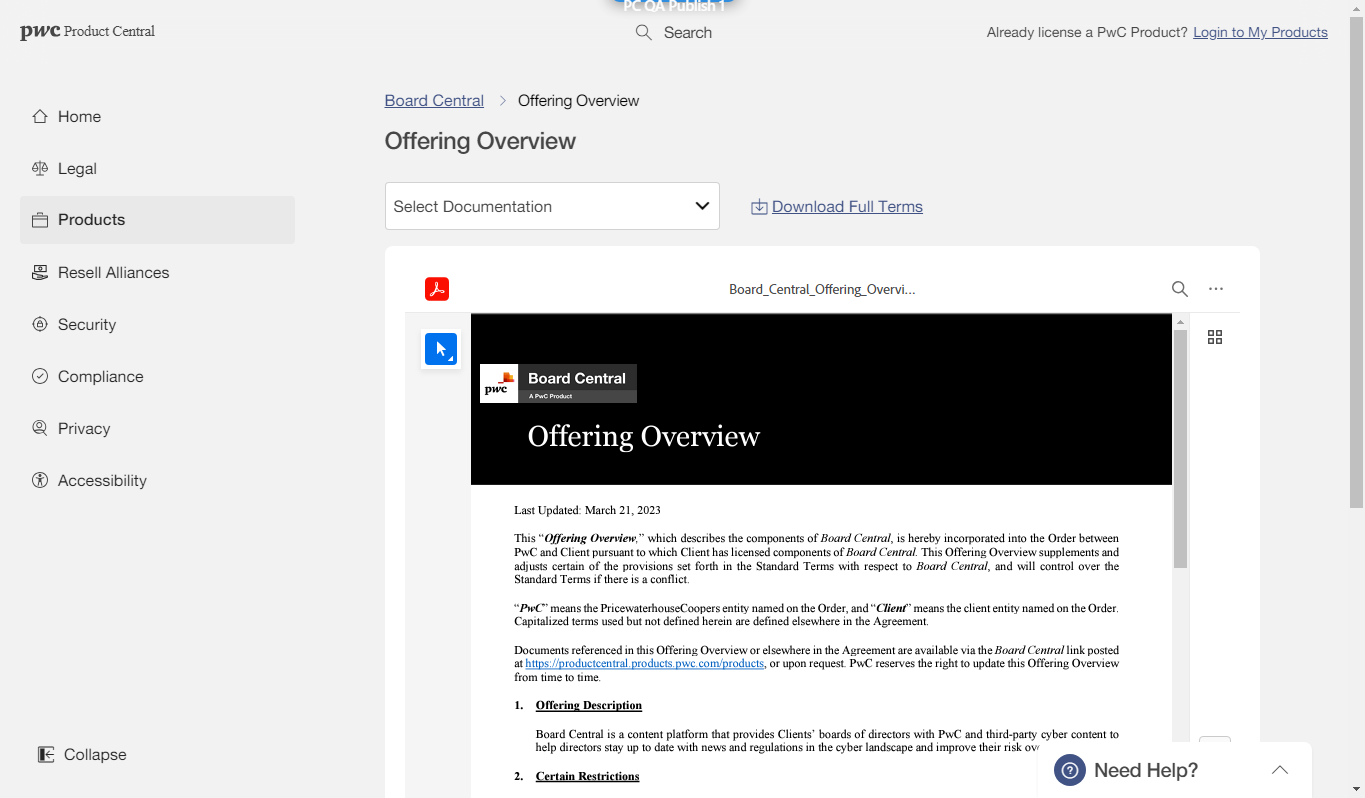 PC QA Publish 1
pwc Product Central
Search
Already license a PwC Product? Login to My Products
Home
Legal
Products
Resell Alliances
Security
Compliance
Privacy
Accessibility
Collapse
Board Central > Offering Overview
Offering Overview
Select Documentation
Download Full Terms
Board_Central_Offering_Overvi...
pwc
Board Central
A PwC Product
Offering Overview
Last Updated: March 21, 2023
This “Offering Overview,” which describes the components of Board Central, is hereby incorporated into the Order between
PwC and Client pursuant to which Client has licensed components of Board Central. This Offering Overview supplements and
adjusts certain of the provisions set forth in the Standard Terms with respect to Board Central, and will control over the
Standard Terms if there is a conflict.
“PwC” means the PricewaterhouseCoopers entity named on the Order, and “Client” means the client entity named on the Order.
Capitalized terms used but not defined herein are defined elsewhere in the Agreement.
Documents referenced in this Offering Overview or elsewhere in the Agreement are available via the Board Central link posted
at https://productcentral.products.pwc.com/products, or upon request. PwC reserves the right to update this Offering Overview
from time to time.
1. Offering Description
Board Central is a content platform that provides Clients’ boards of directors with PwC and third-party cyber content to
help directors stay up to date with news and regulations in the cyber landscape and improve their risk
2. Certain Restrictions
Need Help?